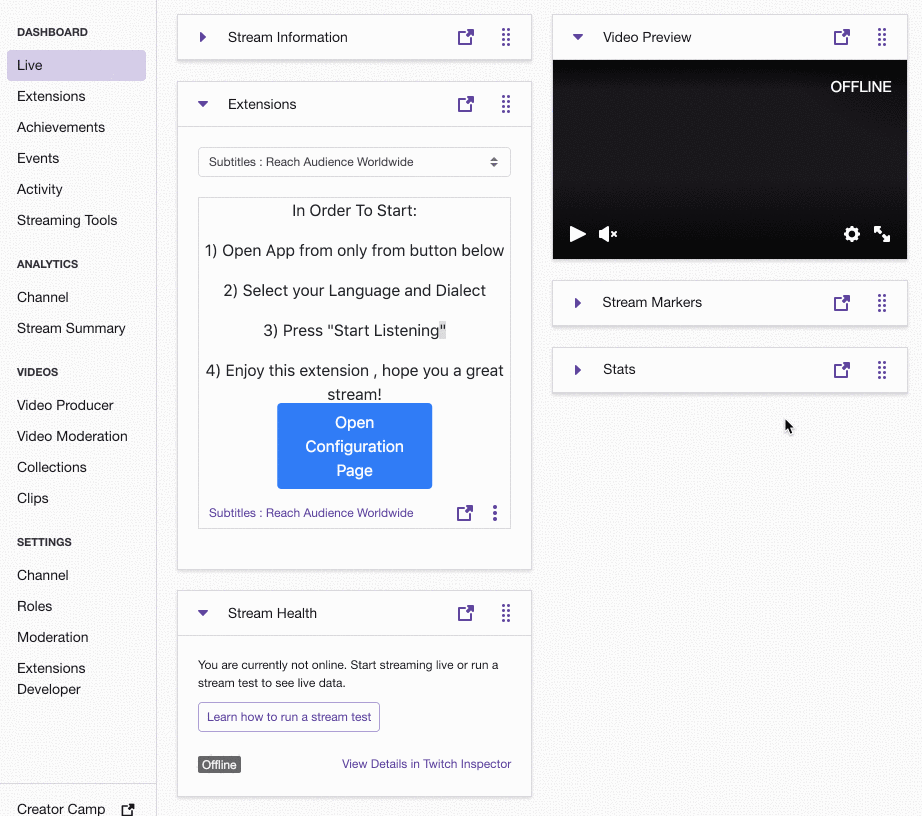 DASHBOARD
Live
Extensions
Achievements
Events
Activity
Streaming Tools
ANALYTICS
Channel
Stream Summary
VIDEOS
Video Producer
Video Moderation
Collections
Clips
SETTINGS
Channel
Roles
Moderation
Extensions
Developer
Creator Camp
Stream Information
Extensions
Subtitles : Reach Audience Worldwide
In Order To Start:
1) Open App from only from button below
2) Select your Language and Dialect
3) Press "Start Listening"
4) Enjoy this extension , hope you a great
stream!
Open
Configuration
Page
Subtitles : Reach Audience Worldwide
Stream Health
You are currently not online. Start streaming live or run a
stream test to see live data.
Learn how to run a stream test
Offline
View Details in Twitch Inspector
Video Preview
OFFLINE
Stream Markers
Stats